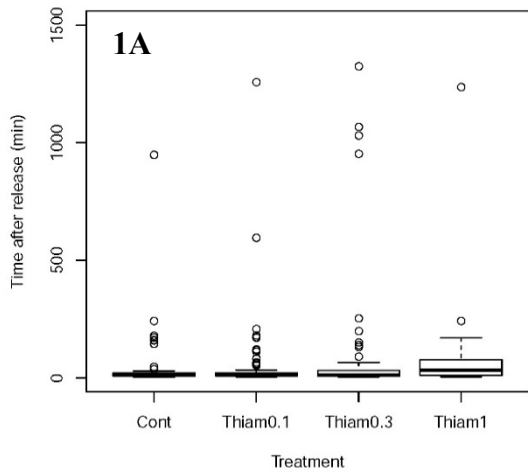 1A
Time after release (min)
1500
1000
500
0
Cont Thiam0.1 Thiam0.3 Thiam1
Treatment